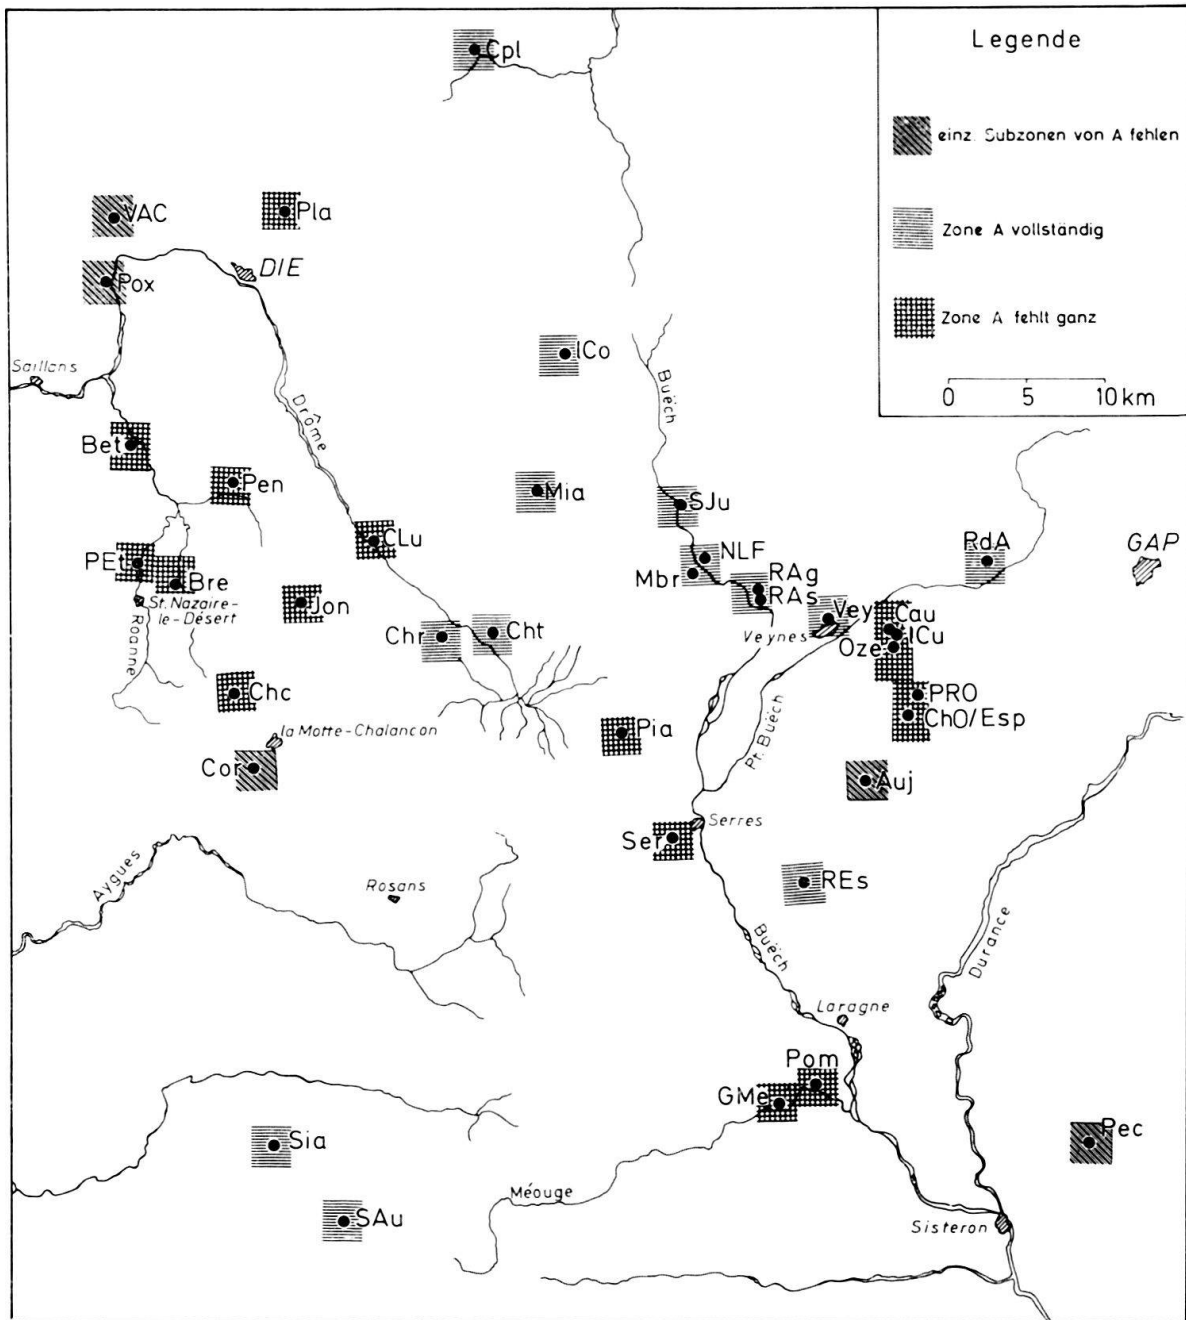 Legende
einz. Subzonen von A fehlen
Zone A vollständig
Zone A fehlt ganz
0 5 10 km
Cpl
VAC
Pla
DIE
Pox
lCo
Saillans
Drôme
Buëch
Bet
Pen
Mia
SJu
CLu
NLF
RdA
GAP
PEt
Bre
Mbr
RAg
RAs
St. Nazaire-
le-Désert
Jon
Roanne
Chr
Cht
Vey
Veynes
Cau
lCu
Oze
Chc
PRO
ChO/Esp
la Motte-Chalancon
Pia
Pt. Buëch
Cor
Auj
Serres
Ser
Aygues
Rosans
REs
Buëch
Durance
Laragne
Pom
GMe
Sia
Pec
Méouge
SAu
Sisteron